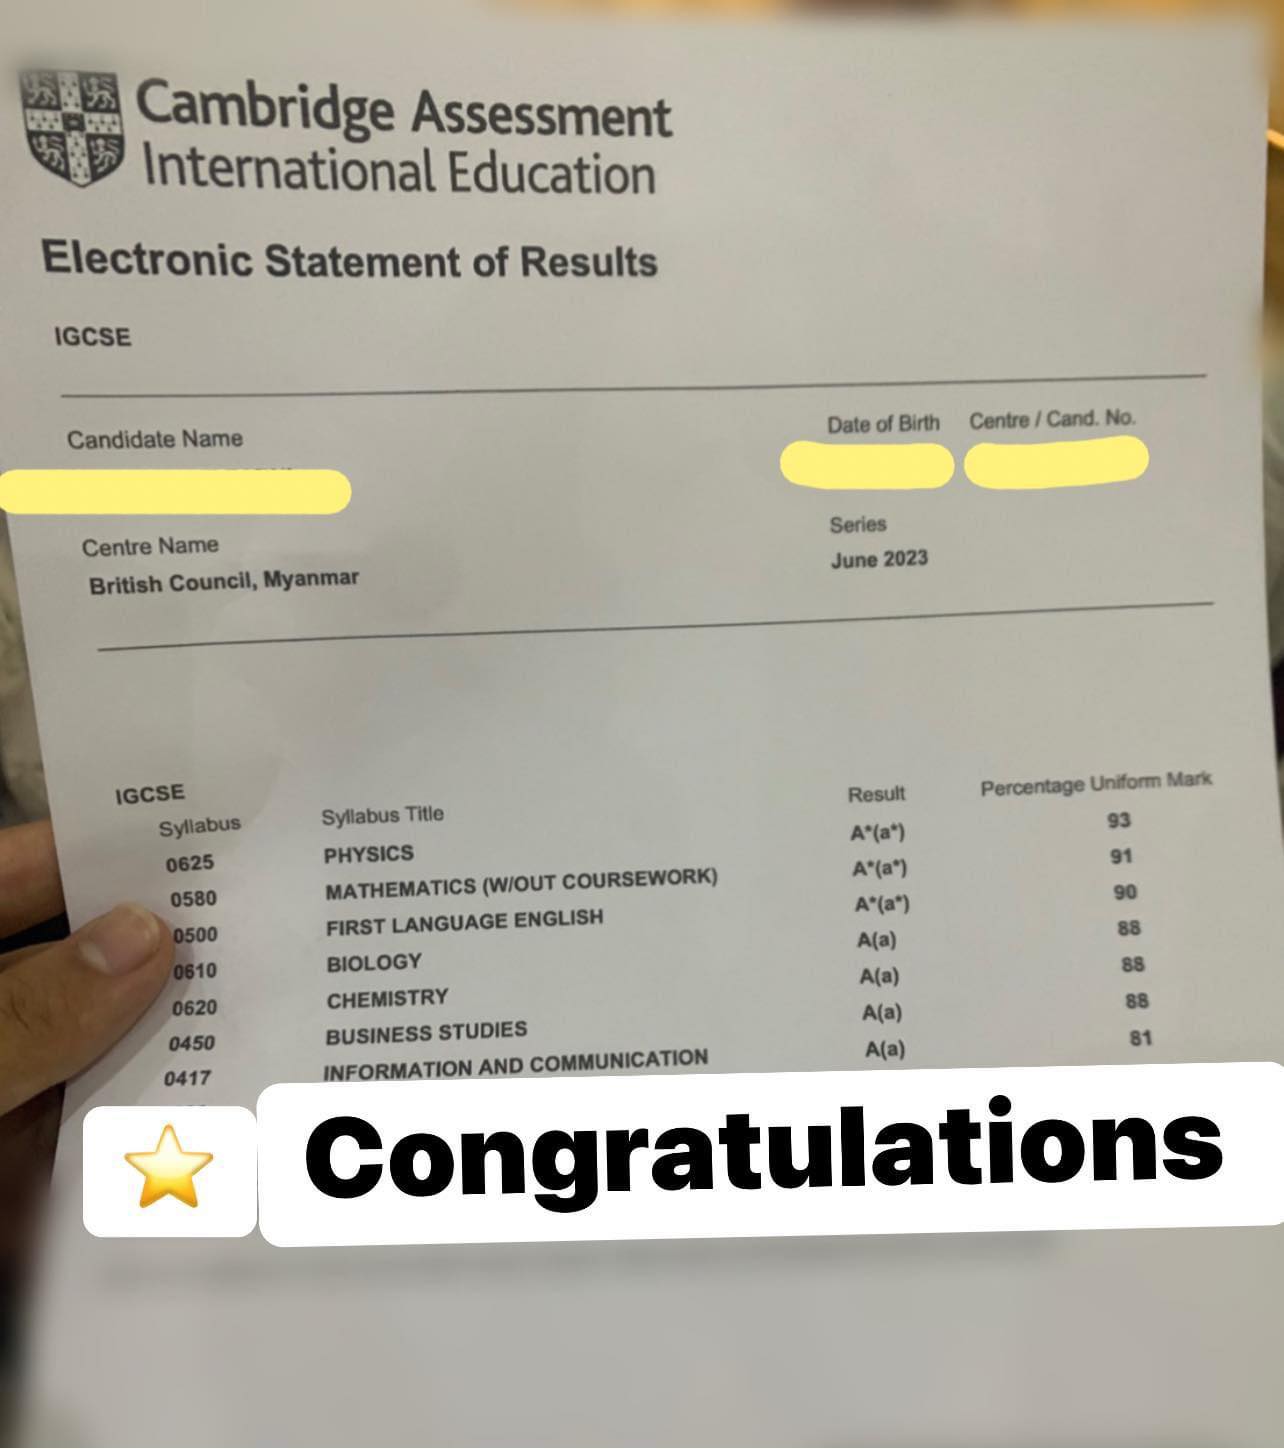 Cambridge Assessment
International Education
Electronic Statement of Results
IGCSE
Candidate Name
Date of Birth Centre / Cand. No.
Centre Name
British Council, Myanmar
Series
June 2023
IGCSE
Syllabus Syllabus Title Result Percentage Uniform Mark
0625 PHYSICS A*(a*) 93
0580 MATHEMATICS (W/OUT COURSEWORK) A*(a*) 91
0500 FIRST LANGUAGE ENGLISH A*(a*) 90
0610 BIOLOGY A(a) 88
0620 CHEMISTRY A(a) 88
0450 BUSINESS STUDIES A(a) 88
0417 INFORMATION AND COMMUNICATION A(a) 81
⭐ Congratulations